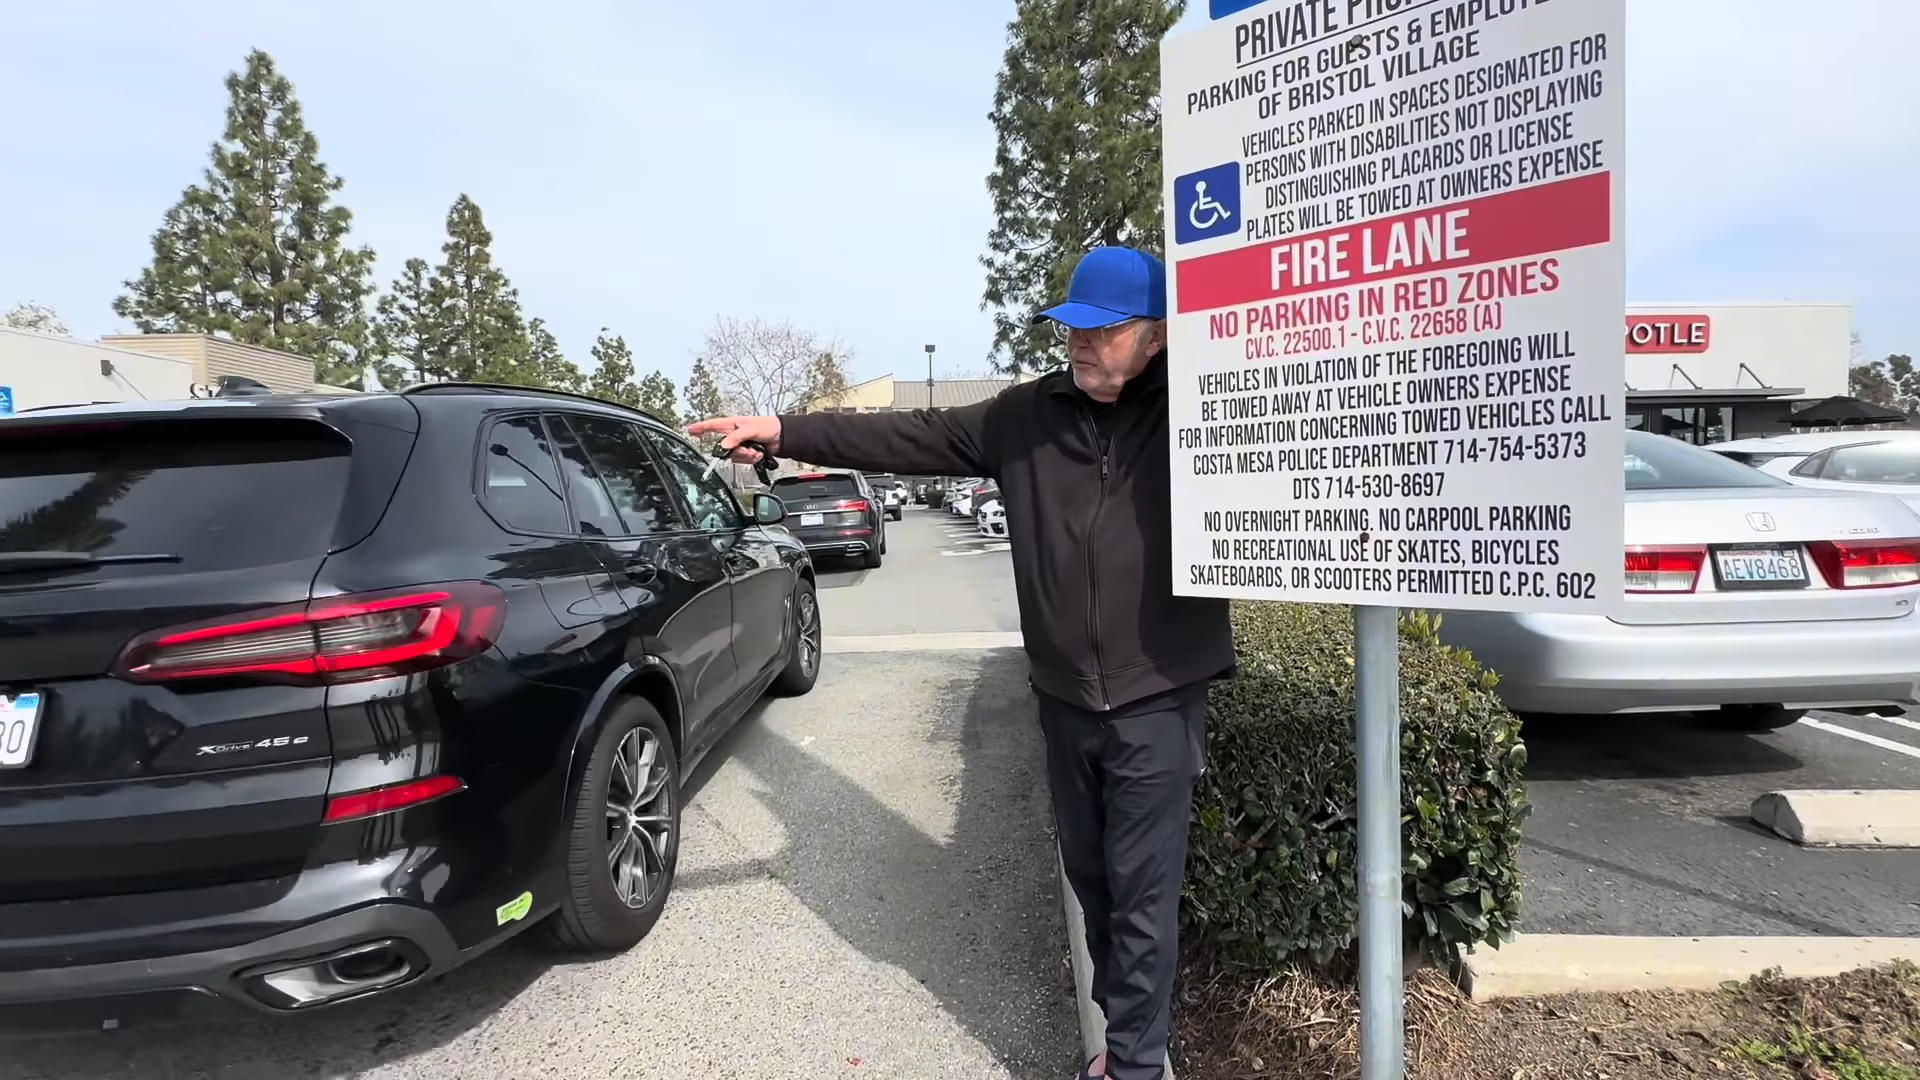 PRIVATE
PARKING FOR GUESTS & EMPLOYE
OF BRISTOL VILLAGE
VEHICLES PARKED IN SPACES DESIGNATED FOR
PERSONS WITH DISABILITIES NOT DISPLAYING
DISTINGUISHING PLACARDS OR LICENSE
PLATES WILL BE TOWED AT OWNERS EXPENSE
FIRE LANE
NO PARKING IN RED ZONES
CV.C. 22500.1 - C.V.C. 22658 (A)
VEHICLES IN VIOLATION OF THE FOREGOING WILL
BE TOWED AWAY AT VEHICLE OWNERS EXPENSE
FOR INFORMATION CONCERNING TOWED VEHICLES CALL
COSTA MESA POLICE DEPARTMENT 714-754-5373
DTS 714-530-8697
NO OVERNIGHT PARKING. NO CARPOOL PARKING
NO RECREATIONAL USE OF SKATES, BICYCLES
SKATEBOARDS, OR SCOOTERS PERMITTED C.P.C. 602
POTLE
AEV8468
xDrive 45e
30